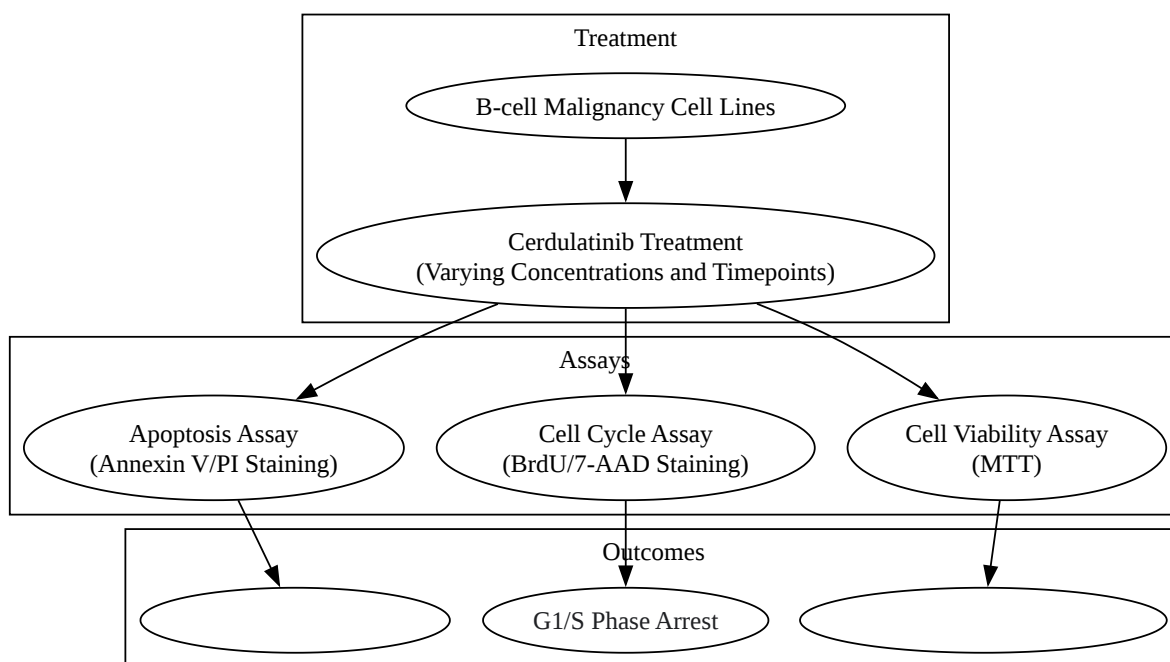 Treatment
B-cell Malignancy Cell Lines
Cerdulatinib Treatment
(Varying Concentrations and Timepoints)
Assays
Apoptosis Assay
(Annexin V/PI Staining)
Cell Cycle Assay
(BrdU/7-AAD Staining)
Cell Viability Assay
(MTT)
Outcomes
G1/S Phase Arrest